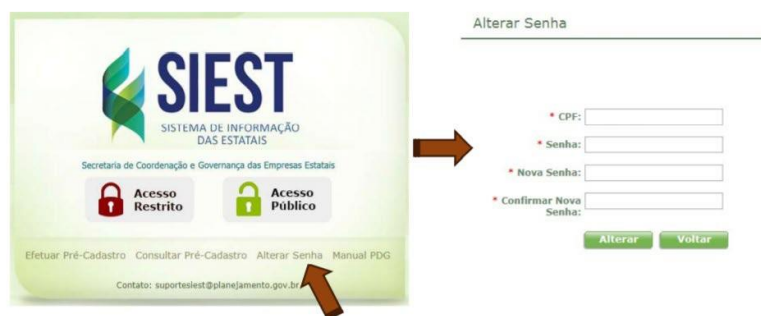 SIEST
SISTEMA DE INFORMAÇÃO
DAS ESTATAIS
Secretaria de Coordenação e Governança das Empresas Estatais
Acesso
Restrito
Acesso
Público
Efetuar Pré-Cadastro Consultar Pré-Cadastro Alterar Senha Manual PDG
Contato: suportesiest@planejamento.gov.br
Alterar Senha
* CPF:
* Senha:
* Nova Senha:
* Confirmar Nova
Senha:
Alterar Voltar